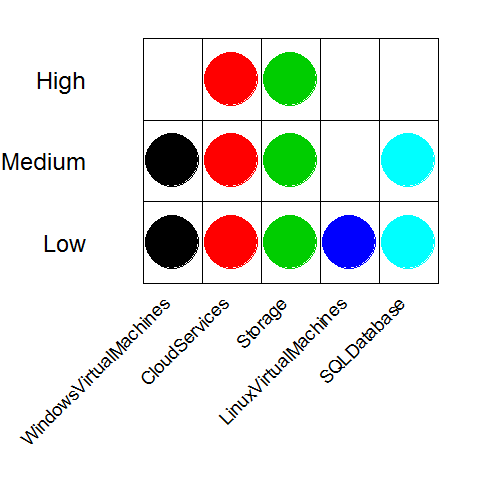 High
Medium
Low
WindowsVirtualMachines
CloudServices
Storage
LinuxVirtualMachines
SQLDatabase